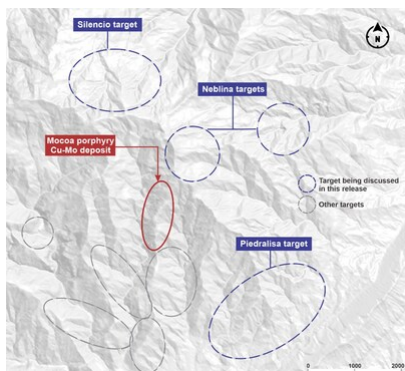 Silencio target
N
Neblina targets
Mocoa porphyry
Cu-Mo deposit
Target being discussed
in this release
Other targets
Piedralisa target
0 1000 2000